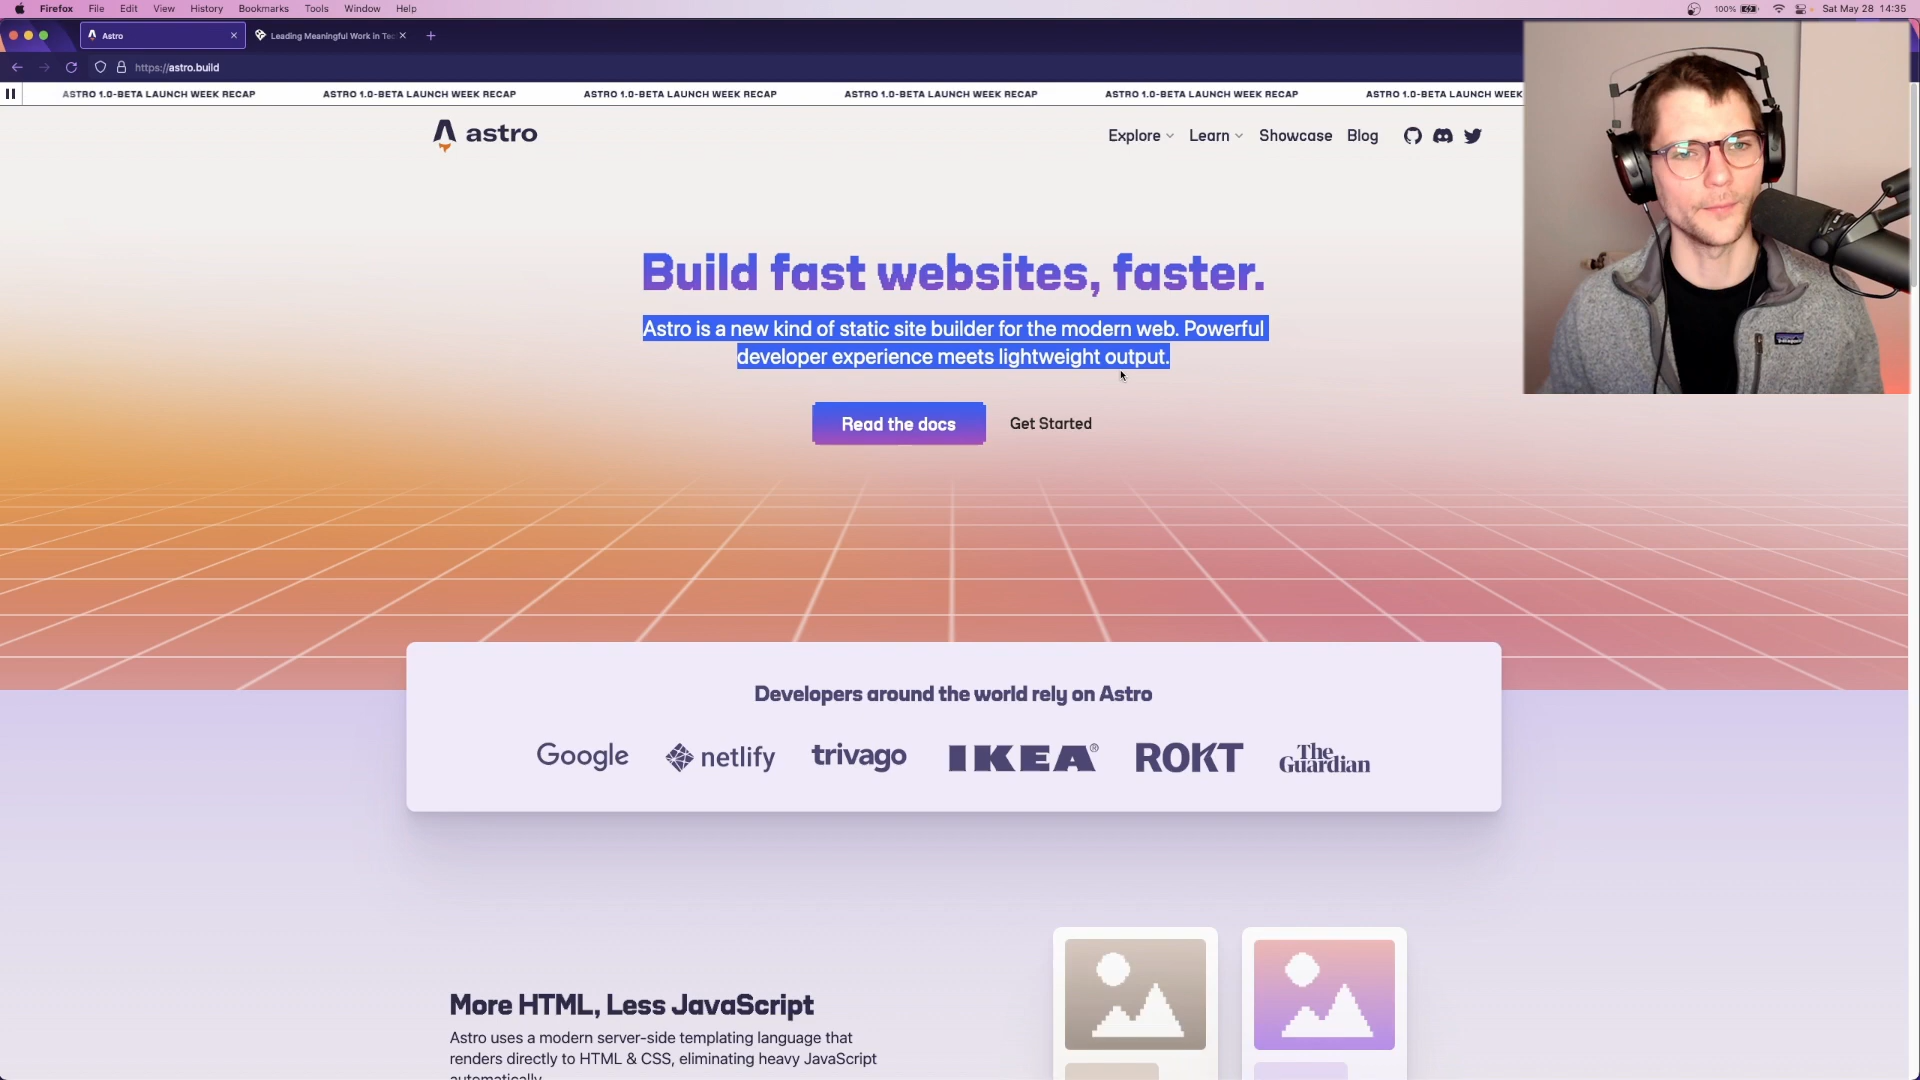 Firefox File Edit View History Bookmarks Tools Window Help 100% Sat May 28 14:35
Astro Leading Meaningful Work in Tec
https://astro.build
ASTRO 1.0-BETA LAUNCH WEEK RECAP ASTRO 1.0-BETA LAUNCH WEEK RECAP ASTRO 1.0-BETA LAUNCH WEEK RECAP ASTRO 1.0-BETA LAUNCH WEEK RECAP ASTRO 1.0-BETA LAUNCH WEEK RECAP ASTRO 1.0-BETA LAUNCH WEEK
astro Explore Learn Showcase Blog
Build fast websites, faster.
Astro is a new kind of static site builder for the modern web. Powerful
developer experience meets lightweight output.
Read the docs Get Started
Developers around the world rely on Astro
Google netlify trivago IKEA® ROKT The Guardian
More HTML, Less JavaScript
Astro uses a modern server-side templating language that
renders directly to HTML & CSS, eliminating heavy JavaScript
automatically